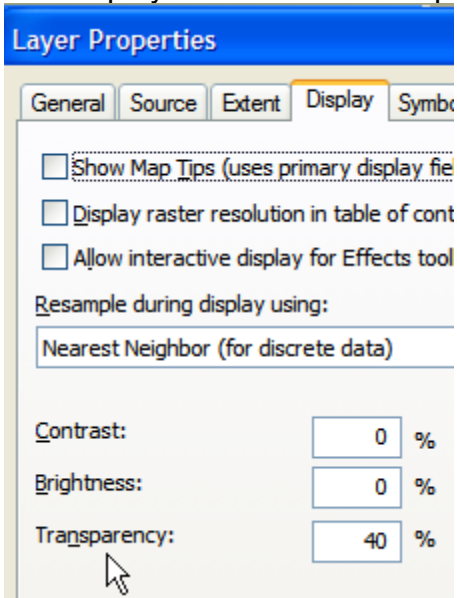 Layer Properties
General Source Extent Display Symbo
Show Map Tips (uses primary display fie
Display raster resolution in table of cont
Allow interactive display for Effects tool
Resample during display using:
Nearest Neighbor (for discrete data)
Contrast: 0 %
Brightness: 0 %
Transparency: 40 %